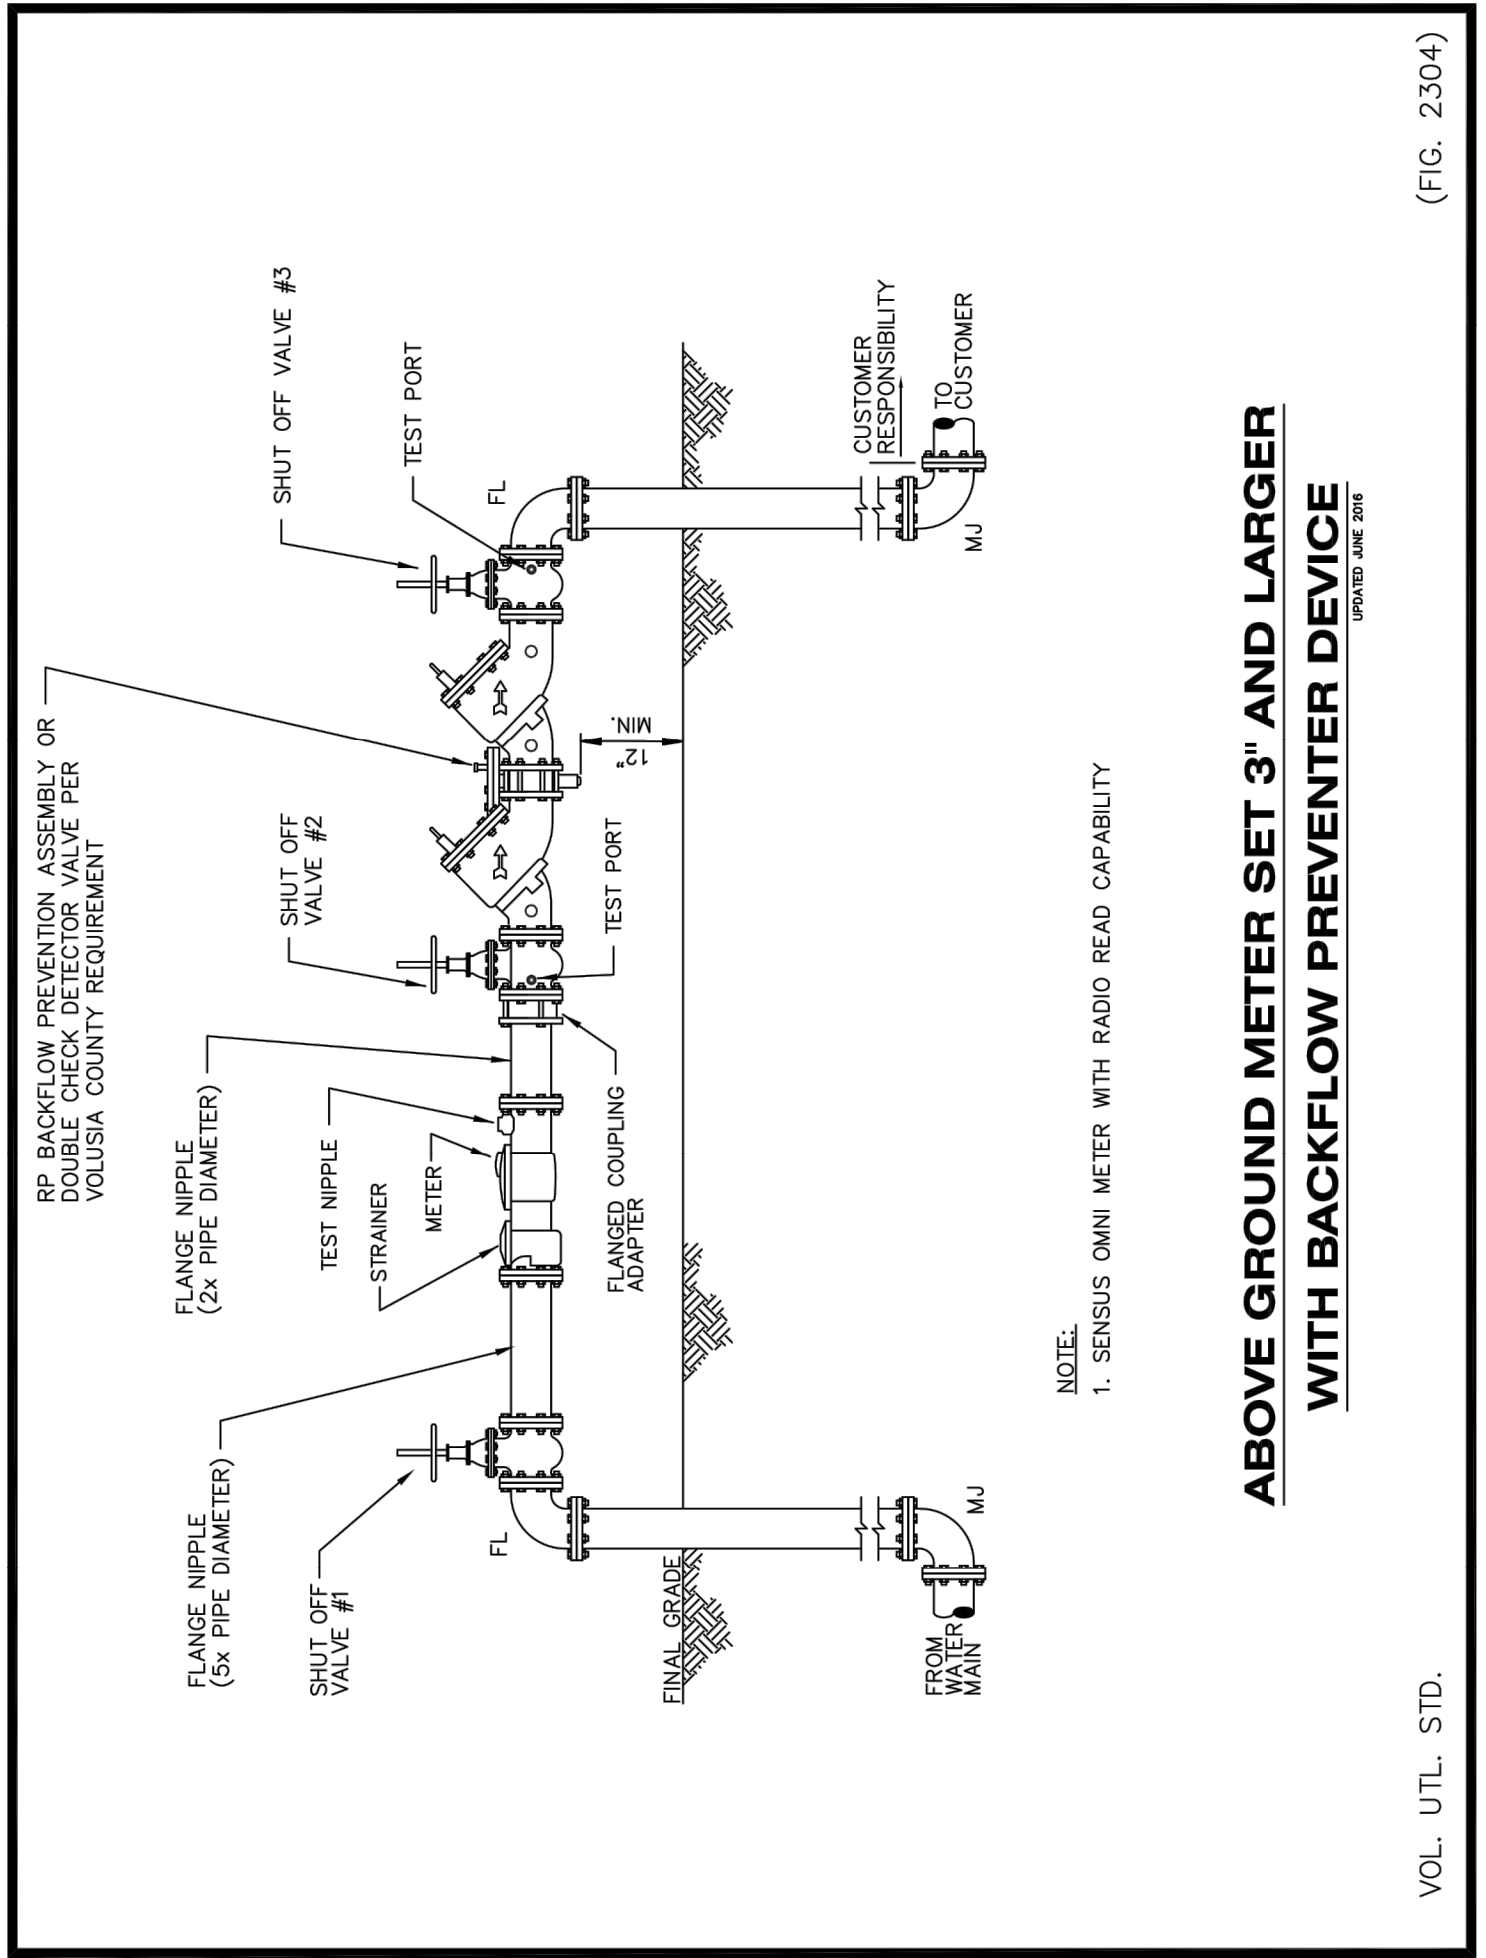 RP BACKFLOW PREVENTION ASSEMBLY OR
DOUBLE CHECK DETECTOR VALVE PER
VOLUSIA COUNTY REQUIREMENT
FLANGE NIPPLE
(5x PIPE DIAMETER)
FLANGE NIPPLE
(2x PIPE DIAMETER)
SHUT OFF
VALVE #2
SHUT OFF VALVE #3
SHUT OFF
VALVE #1
TEST NIPPLE
STRAINER
METER
TEST PORT
FL
FL
FLANGED COUPLING
ADAPTER
TEST PORT
12"
MIN.
FINAL GRADE
CUSTOMER
RESPONSIBILITY
FROM
WATER
MAIN
MJ
MJ
TO
CUSTOMER
NOTE:
1. SENSUS OMNI METER WITH RADIO READ CAPABILITY
ABOVE GROUND METER SET 3" AND LARGER
WITH BACKFLOW PREVENTER DEVICE
UPDATED JUNE 2016
VOL. UTL. STD.
(FIG. 2304)